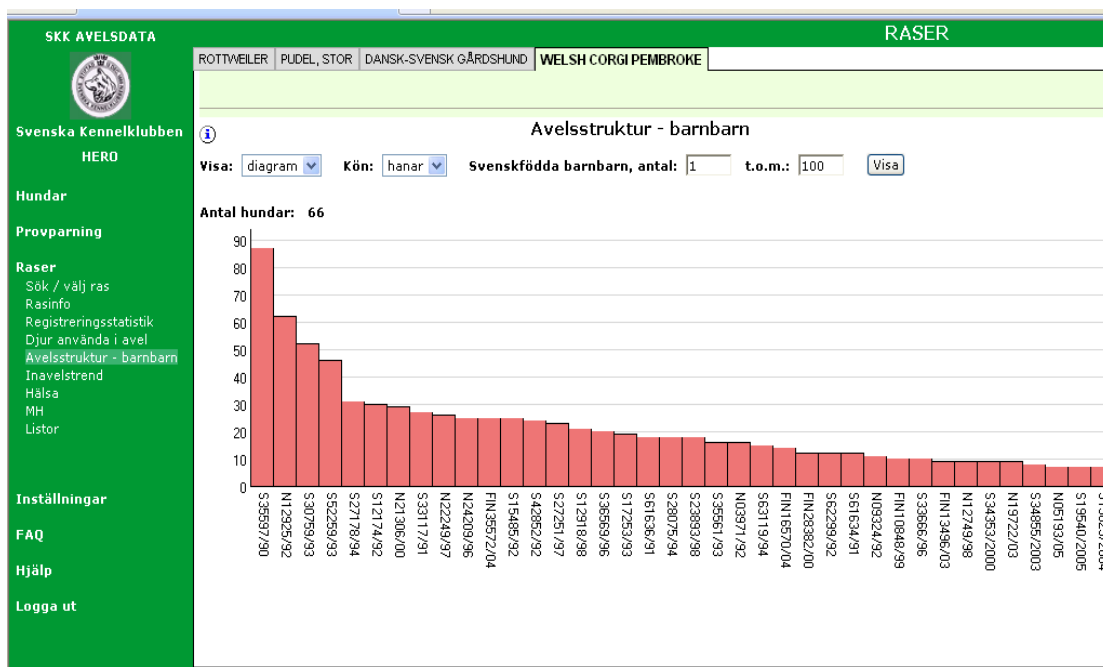 SKK AVELSDATA
Svenska Kennelklubben
HERO
Hundar
Provparning
Raser
Sök / välj ras
Rasinfo
Registreringsstatistik
Djur använda i avel
Avelsstruktur - barnbarn
Inavelstrend
Hälsa
MH
Listor
Inställningar
FAQ
Hjälp
Logga ut
RASER
ROTTWEILER PUDEL, STOR DANSK-SVENSK GÅRDSHUND WELSH CORGI PEMBROKE
Avelsstruktur - barnbarn
Visa: diagram Kön: hanar Svenskfödda barnbarn, antal: 1 t.o.m.: 100 Visa
Antal hundar: 66
90
80
70
60
50
40
30
20
10
0
S35597/90
N12925/92
S30759/93
S52259/93
S27178/94
S12174/92
N21306/00
S33117/91
N22249/97
N24209/96
FIN35572/04
S15485/92
S42852/92
S27251/97
S12918/98
S36569/96
S17253/93
S61636/91
S28075/94
S23893/98
S35561/93
N03971/92
S63119/94
FIN16570/04
FIN28382/00
S62299/92
S61634/91
N09324/92
FIN10848/99
S33666/96
FIN13496/03
N12749/98
S34353/2000
N19722/03
S34855/2003
N05193/05
S19540/2005